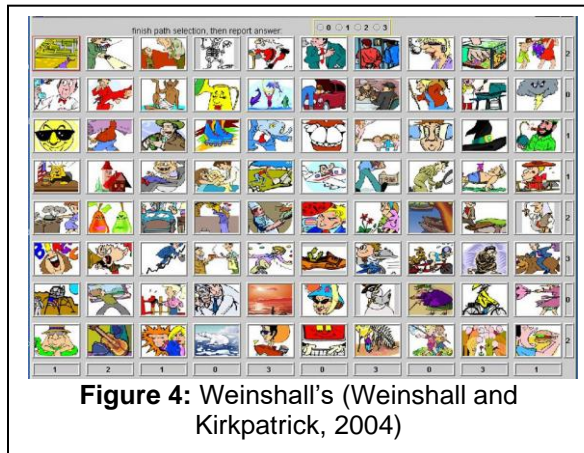 finish path selection, then report answer: 0 1 2 3
2
0
1
1
2
3
0
2
1 2 1 0 3 0 0 3 3 1
Figure 4: Weinshall's (Weinshall and
Kirkpatrick, 2004)